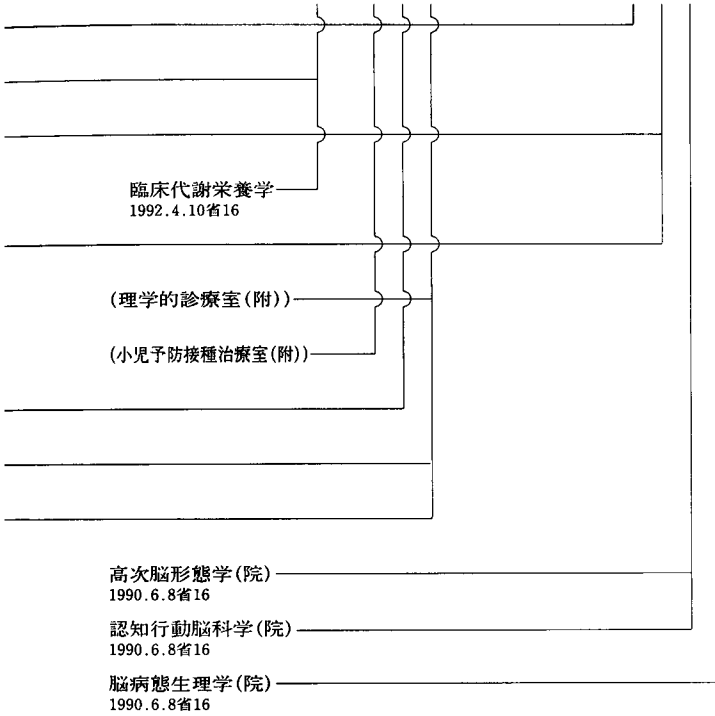 臨床代謝栄養学
1992.4.10省16
(理学的診療室(附))
(小児予防接種治療室(附))
高次脳形態学(院)
1990.6.8省16
認知行動脳科学(院)
1990.6.8省16
脳病態生理学(院)
1990.6.8省16